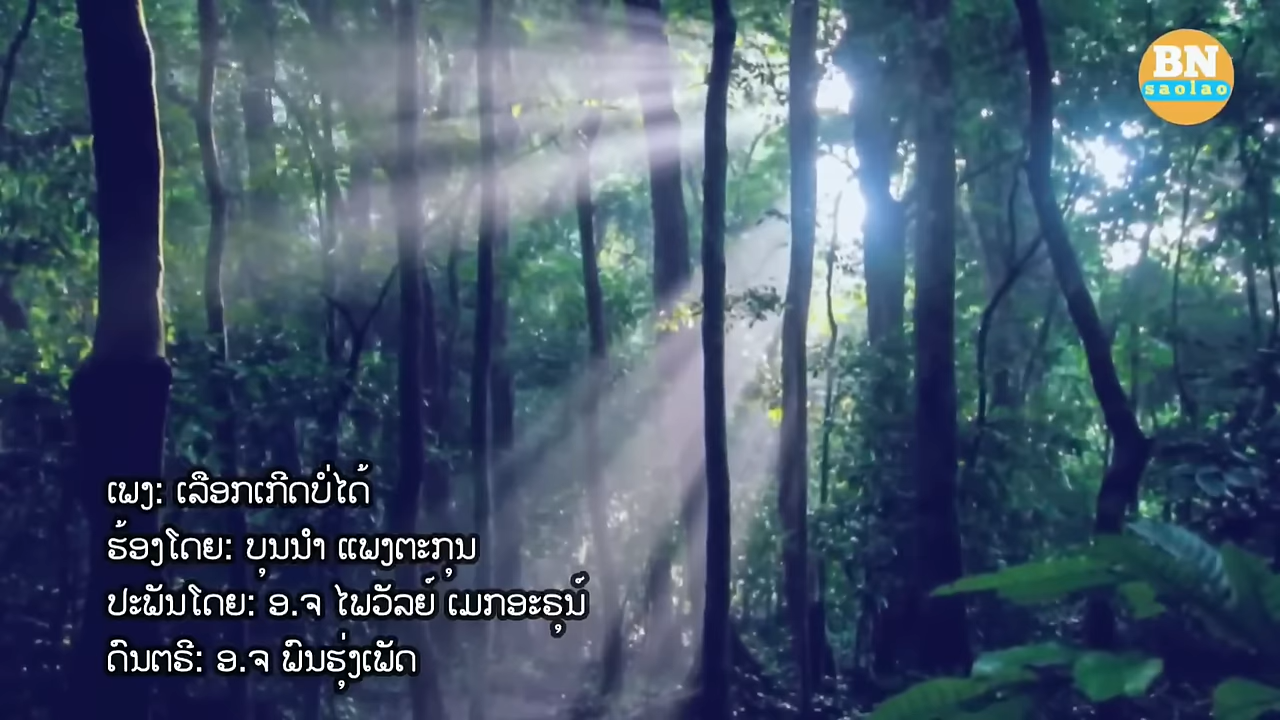 BN
saolao
ເພງ: ເລືອກເກີດບໍ່ໄດ້
ຮ້ອງໂດຍ: ບຸນນຳ ແພງຕະກຸນ
ປະພັນໂດຍ: ອ.ຈ ໄພວັລຍ໌ ເມກອະຣຸນ໌
ດົນຕຣີ: ອ.ຈ ພົນຮຸ່ງເພັດ